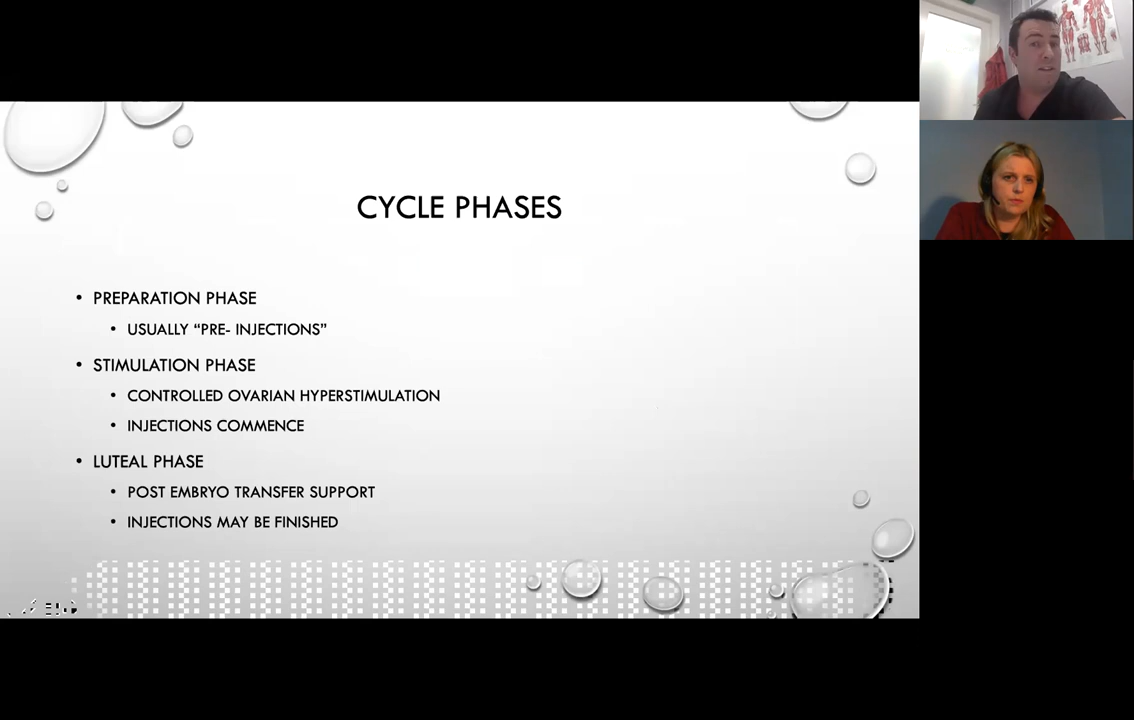 CYCLE PHASES
• PREPARATION PHASE
• USUALLY “PRE- INJECTIONS”
• STIMULATION PHASE
• CONTROLLED OVARIAN HYPERSTIMULATION
• INJECTIONS COMMENCE
• LUTEAL PHASE
• POST EMBRYO TRANSFER SUPPORT
• INJECTIONS MAY BE FINISHED